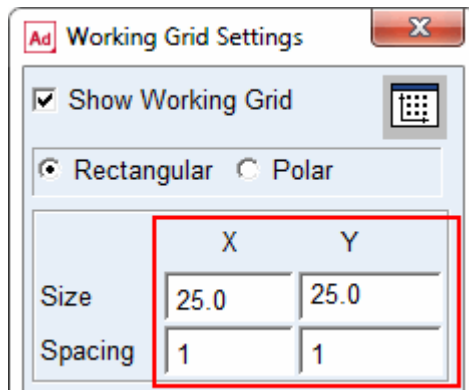 Ad Working Grid Settings
Show Working Grid
Rectangular Polar
X Y
Size 25.0 25.0
Spacing 1 1